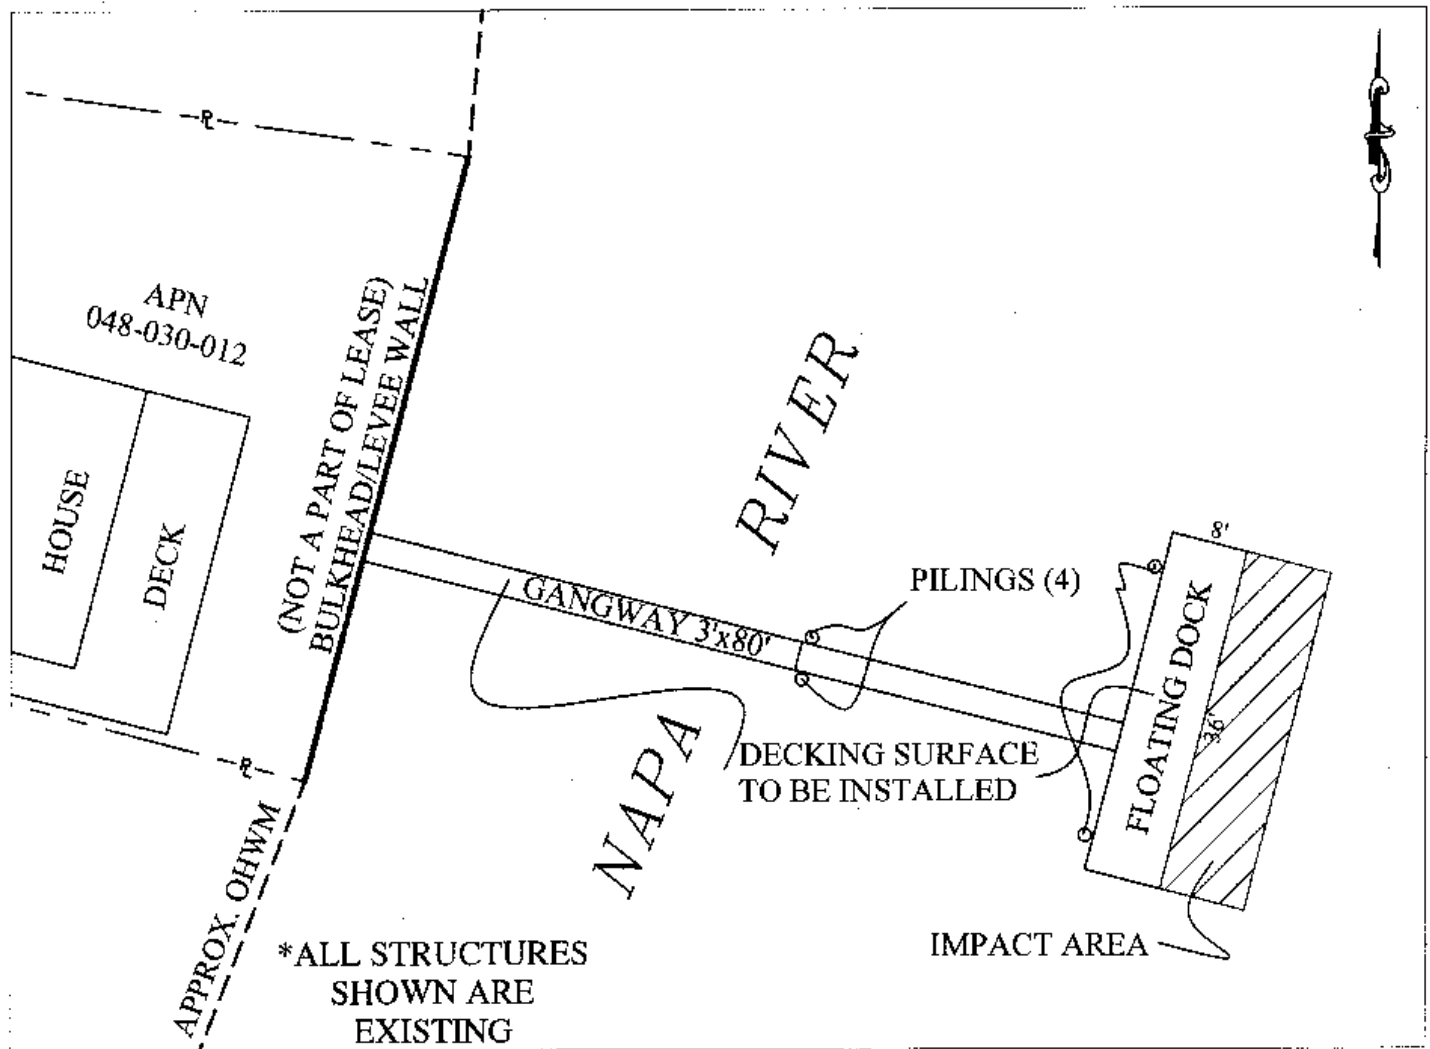 PL
APN
048-030-012
(NOT A PART OF LEASE)
BULKHEAD/LEVEE WALL
HOUSE
DECK
RIVER
NAPA
GANGWAY 3'x80'
PILINGS (4)
8'
FLOATING DOCK
36'
DECKING SURFACE
TO BE INSTALLED
PL
APPROX. OHWM
IMPACT AREA
*ALL STRUCTURES
SHOWN ARE
EXISTING